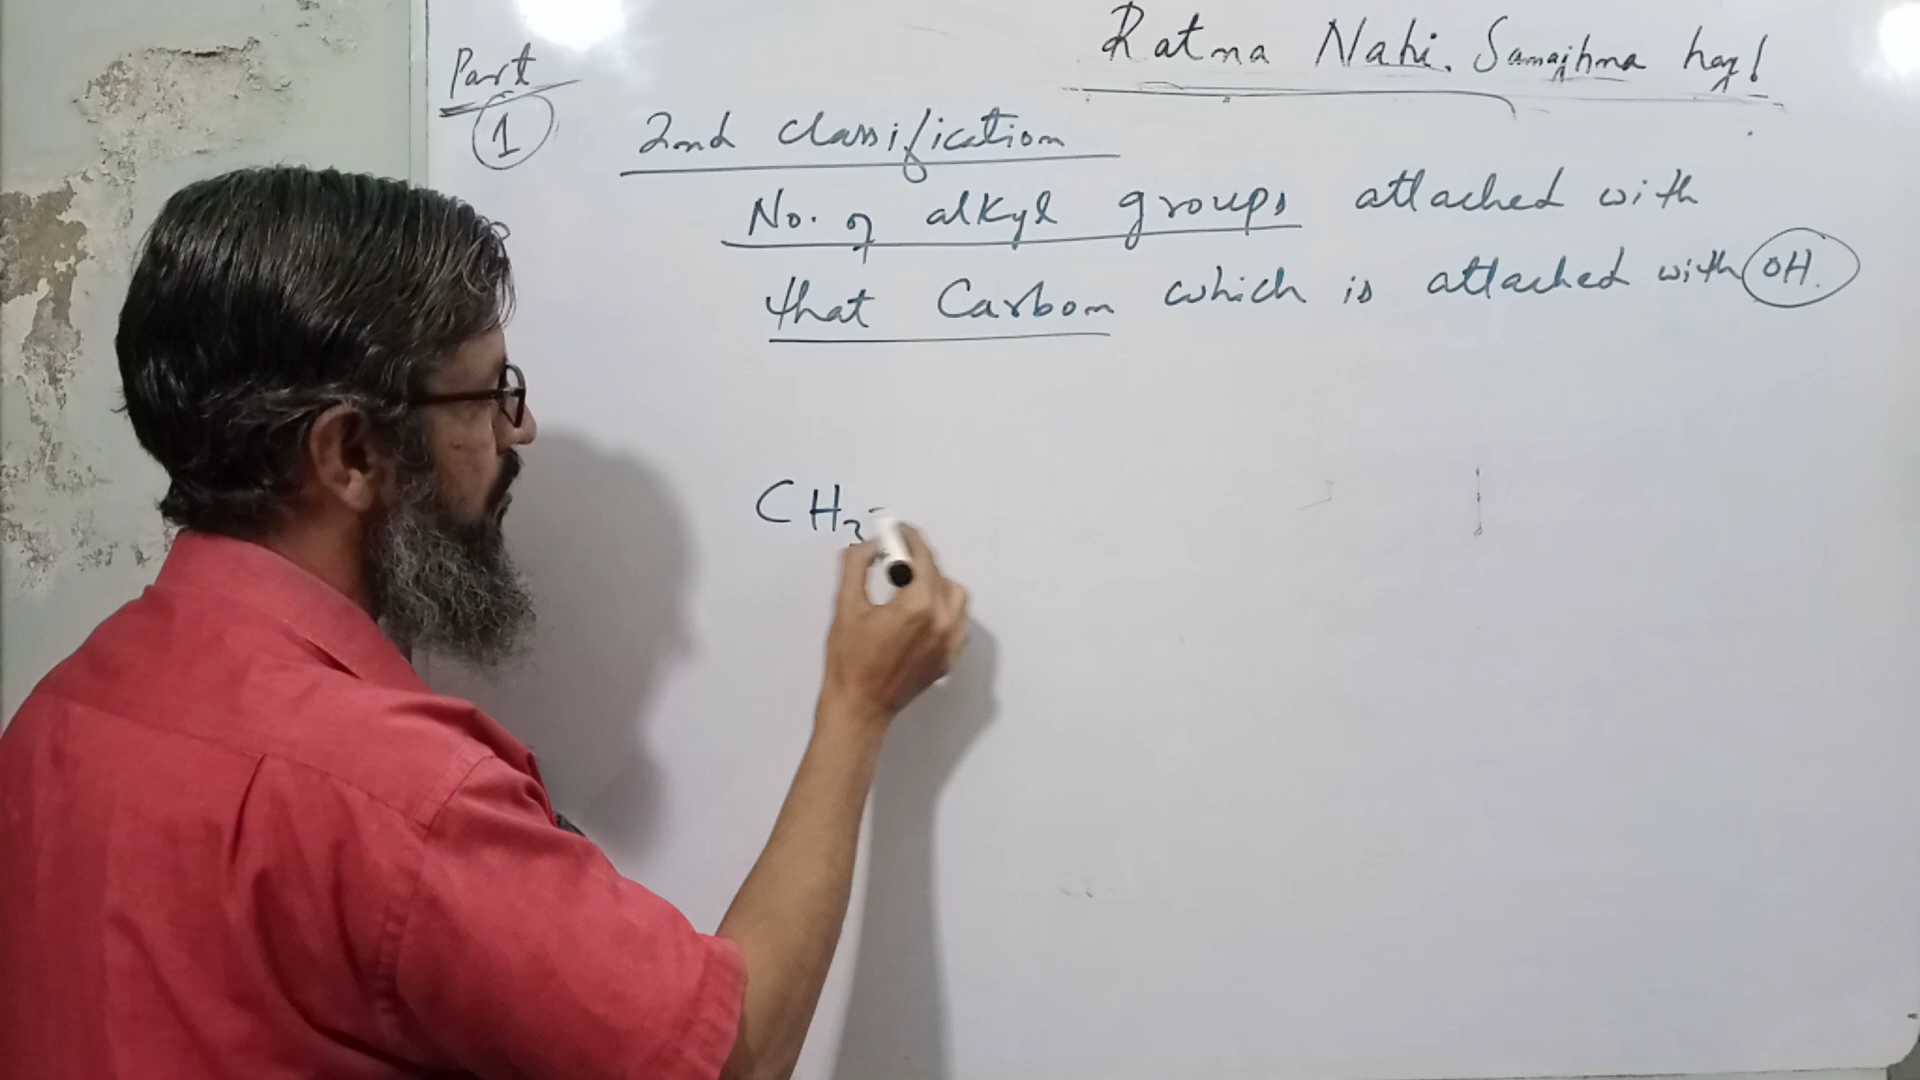 Ratna Nahi. Samajhna hay!
Part
1
2nd classification
No. of alkyl groups attached with
that Carbon which is attached with OH.
CH3-